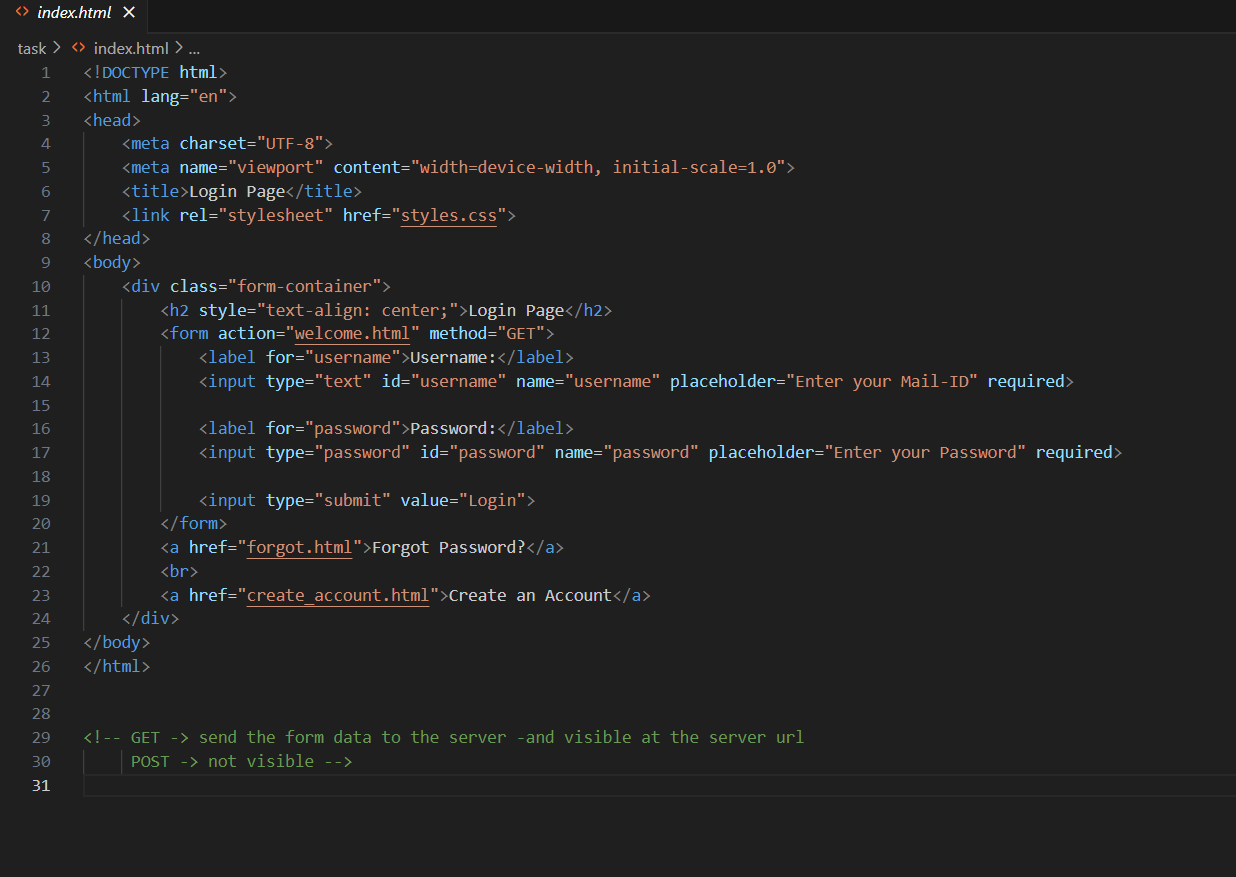 index.html
task > index.html > ...
1 <!DOCTYPE html>
2 <html lang="en">
3 <head>
4     <meta charset="UTF-8">
5     <meta name="viewport" content="width=device-width, initial-scale=1.0">
6     <title>Login Page</title>
7     <link rel="stylesheet" href="styles.css">
8 </head>
9 <body>
10     <div class="form-container">
11         <h2 style="text-align: center;">Login Page</h2>
12         <form action="welcome.html" method="GET">
13             <label for="username">Username:</label>
14             <input type="text" id="username" name="username" placeholder="Enter your Mail-ID" required>
15
16             <label for="password">Password:</label>
17             <input type="password" id="password" name="password" placeholder="Enter your Password" required>
18
19             <input type="submit" value="Login">
20         </form>
21         <a href="forgot.html">Forgot Password?</a>
22         <br>
23         <a href="create_account.html">Create an Account</a>
24     </div>
25 </body>
26 </html>
27
28
29 <!-- GET -> send the form data to the server -and visible at the server url
30      POST -> not visible -->
31